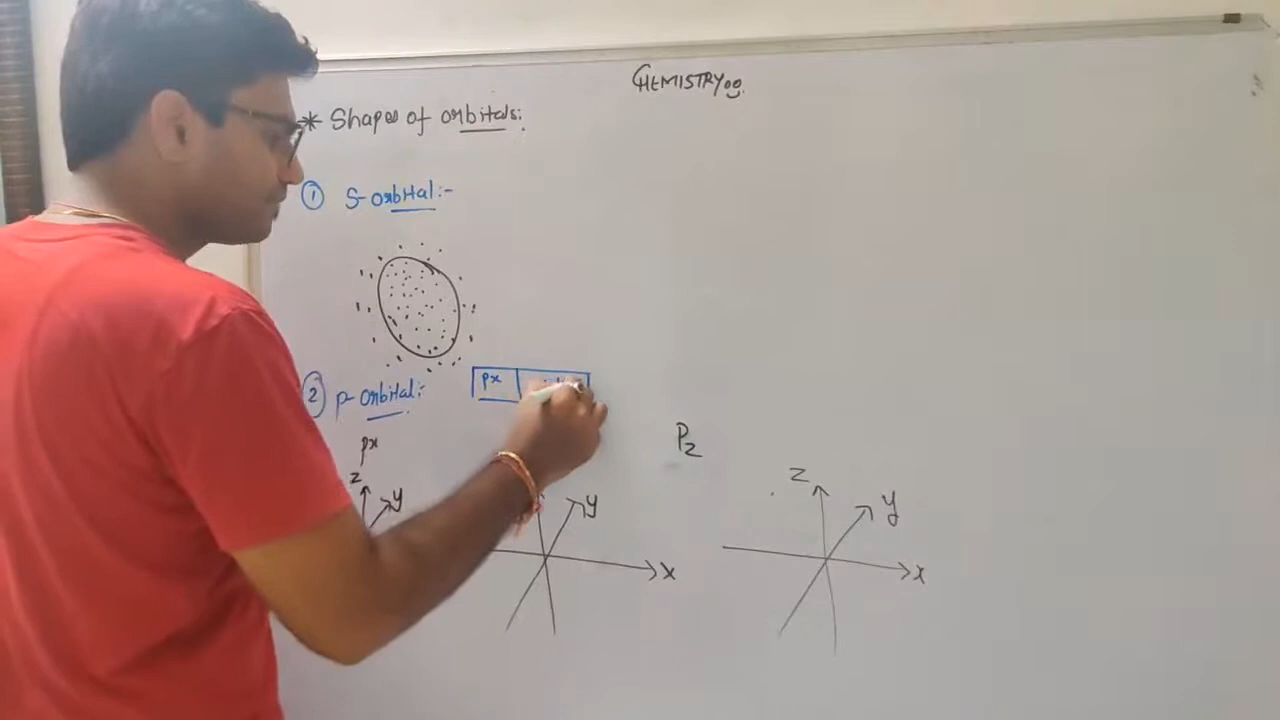 CHEMISTRY
* Shapes of orbitals:
① S-orbital:-
② p-orbital:
px
px
Pz
z
y
y
x
z
y
x